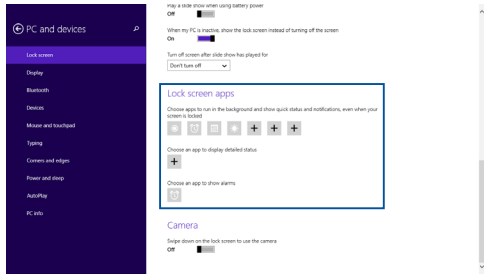 PC and devices
Lock screen
Display
Bluetooth
Devices
Mouse and touchpad
Typing
Corners and edges
Power and sleep
AutoPlay
PC info
Play a slide show when using battery power
Off
When my PC is inactive, show the lock screen instead of turning off the screen
On
Turn off screen after slide show has played for
Don't turn off
Lock screen apps
Choose apps to run in the background and show quick status and notifications, even when your
screen is locked
Choose an app to display detailed status
Choose an app to show alarms
Camera
Swipe down on the lock screen to use the camera
Off